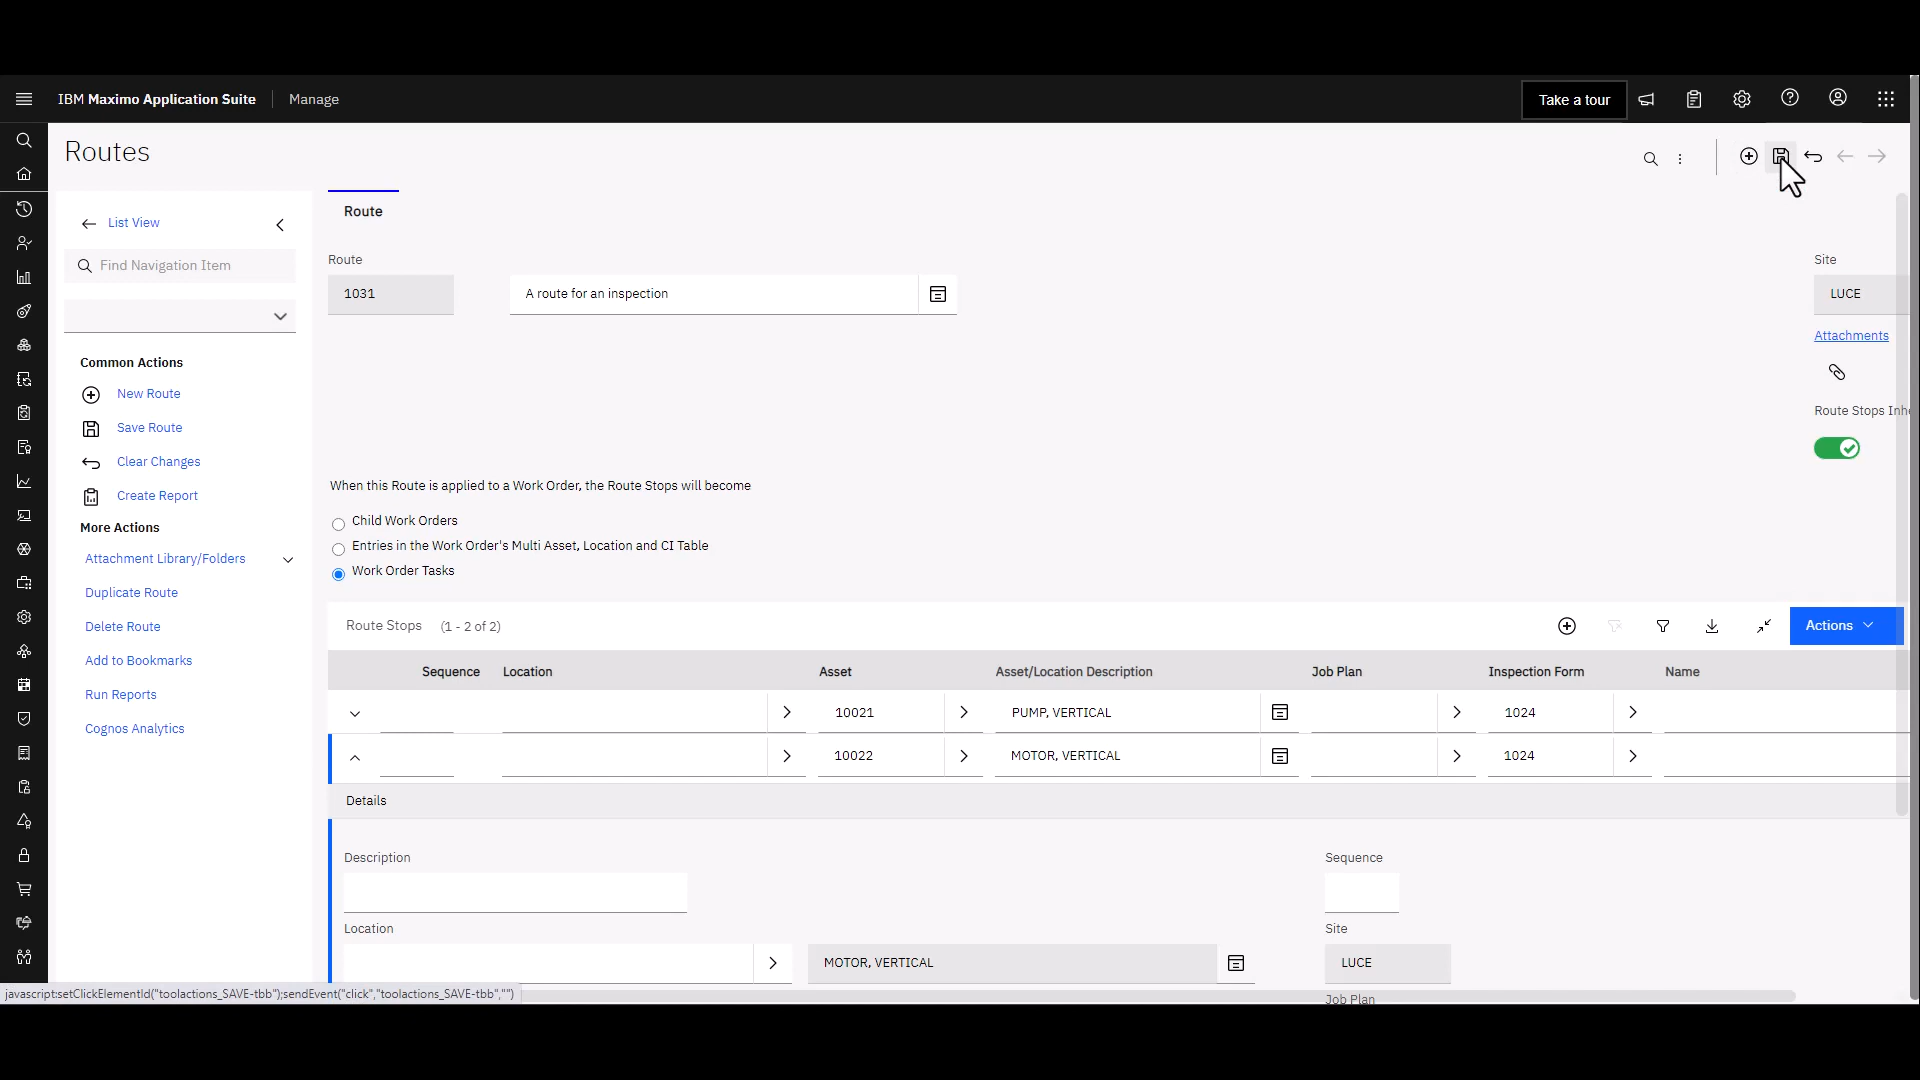 IBM Maximo Application Suite Manage Take a tour
Routes
List View
Find Navigation Item
Common Actions
New Route
Save Route
Clear Changes
Create Report
More Actions
Attachment Library/Folders
Duplicate Route
Delete Route
Add to Bookmarks
Run Reports
Cognos Analytics
Route
Route Site
1031 A route for an inspection LUCE
Attachments
Route Stops Inhe
When this Route is applied to a Work Order, the Route Stops will become
Child Work Orders
Entries in the Work Order's Multi Asset, Location and CI Table
Work Order Tasks
Route Stops (1 - 2 of 2) Actions
Sequence Location Asset Asset/Location Description Job Plan Inspection Form Name
10021 PUMP, VERTICAL 1024
10022 MOTOR, VERTICAL 1024
Details
Description Sequence
Location Site
MOTOR, VERTICAL LUCE
Job Plan
javascript:setClickElementId("toolactions_SAVE-tbb");sendEvent("click","toolactions_SAVE-tbb","")